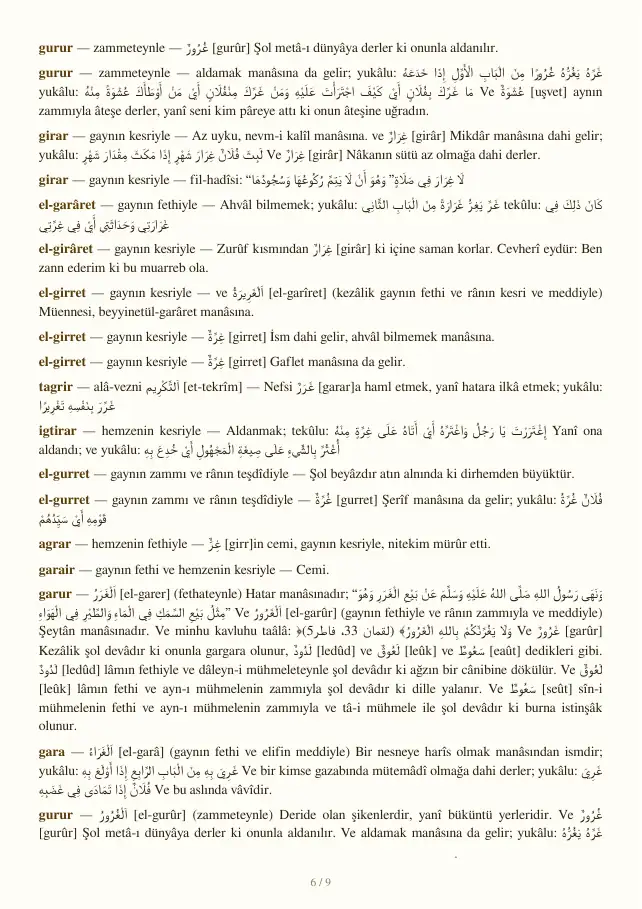 gurur — zammeteynle — غُرُورٌ [gurûr] Şol metâ-ı dünyâya derler ki onunla aldanılır.
gurur — zammeteynle — aldamak manâsına da gelir; yukâlu: غَرَّهُ يَغُرُّهُ غُرُورًا مِنَ الْبَابِ الْأَوَّلِ إِذَا خَدَعَهُ
yukâlu: مَا غَرَّكَ بِفُلَانٍ أَيْ كَيْفَ اجْتَرَأْتَ عَلَيْهِ وَمَنْ غَرَّكَ مِنْفُلَانٍ أَيْ مَنْ أَوْطَأَكَ عُشْوَةً مِنْهُ Ve عُشْوَةٌ [uşvet] aynın
zammıyla âteşe derler, yanî seni kim pâreye attı ki onun âteşine uğradın.
girar — gaynın kesriyle — Az uyku, nevm-i kalîl manâsına. ve غِرَارٌ [girâr] Mikdâr manâsına dahi gelir;
yukâlu: لَبِثَ فُلَانٌ غِرَارَ شَهْرٍ إِذَا مَكَثَ مِقْدَارَ شَهْرٍ Ve غِرَارٌ [girâr] Nâkanın sütü az olmağa dahi derler.
girar — gaynın kesriyle — fil-hadîsi: “لَا غِرَارَ فِي صَلَاةٍ” وَهُوَ أَنْ لَا يَتِمَّ رُكُوعُهَا وَسُجُودُهَا
el-garâret — gaynın fethiyle — Ahvâl bilmemek; yukâlu: غَرَّ يَغِرُّ غَرَارَةً مِنَ الْبَابِ الثَّانِي tekûlu: كَانَ ذَلِكَ فِي
غَرَارَتِي وَحَدَاثَتِي أَيْ فِي غِرَّتِي
el-girâret — gaynın kesriyle — Zurûf kısmından غِرَارٌ [girâr] ki içine saman korlar. Cevherî eydür: Ben
zann ederim ki bu muarreb ola.
el-girret — gaynın kesriyle — ve اَلْغَرِيرَةُ [el-garîret] (kezâlik gaynın fethi ve rânın kesri ve meddiyle)
Müennesi, beyyinetül-garâret manâsına.
el-girret — gaynın kesriyle — غِرَّةٌ [girret] İsm dahi gelir, ahvâl bilmemek manâsına.
el-girret — gaynın kesriyle — غِرَّةٌ [girret] Gaflet manâsına da gelir.
tagrir — alâ-vezni اَلتَّكْرِيم [et-tekrîm] — Nefsi غَرَرٌ [garar]a haml etmek, yanî hatara ilkâ etmek; yukâlu:
غَرَّرَ بِنَفْسِهِ تَغْرِيرًا
igtirar — hemzenin kesriyle — Aldanmak; tekûlu: إِغْتَرَرْتَ يَا رَجُلُ وَاغْتَرَّهُ أَيْ أَتَاهُ عَلَى غِرَّةٍ مِنْهُ Yanî ona
aldandı; ve yukâlu: أُغْتُرَّ بِالشَّيْءِ عَلَى صِيغَةِ الْمَجْهُولِ أَيْ خُدِعَ بِهِ
el-gurret — gaynın zammı ve rânın teşdîdiyle — Şol beyâzdır atın alnında ki dirhemden büyüktür.
el-gurret — gaynın zammı ve rânın teşdîdiyle — غُرَّةٌ [gurret] Şerîf manâsına da gelir; yukâlu: فُلَانٌ غُرَّةُ
قَوْمِهِ أَيْ سَيِّدُهُمْ
agrar — hemzenin fethiyle — غِرٌّ [girr]in cemi, gaynın kesriyle, nitekim mürûr etti.
garair — gaynın fethi ve hemzenin kesriyle — Cemi.
garur — اَلْغَرَرُ [el-garer] (fethateynle) Hatar manâsınadır; “وَنَهَى رَسُولُ اللهِ صَلَّى اللهُ عَلَيْهِ وَسَلَّمَ عَنْ بَيْعِ الْغَرَرِ وَهُوَ
مِثْلُ بَيْعِ السَّمَكِ فِي الْمَاءِ وَالطَّيْرِ فِي الْهَوَاءِ” Ve اَلْغَرُورُ [el-garûr] (gaynın fethiyle ve rânın zammıyla ve meddiyle)
Şeytân manâsınadır. Ve minhu kavluhu taâlâ: ﴿وَلَا يَغُرَّنَّكُمْ بِاللهِ الْغَرُورُ﴾ (لقمان 33، فاطر5) Ve غَرُورٌ [garûr]
Kezâlik şol devâdır ki onunla gargara olunur, لَدُودٌ [ledûd] ve لَعُوقٌ [leûk] ve سَعُوطٌ [eaût] dedikleri gibi.
لَدُودٌ [ledûd] lâmın fethiyle ve dâleyn-i mühmeleteynle şol devâdır ki ağzın bir cânibine dökülür. Ve لَعُوقٌ
[leûk] lâmın fethi ve ayn-ı mühmelenin zammıyla şol devâdır ki dille yalanır. Ve سَعُوطٌ [seût] sîn-i
mühmelenin fethi ve ayn-ı mühmelenin zammıyla ve tâ-i mühmele ile şol devâdır ki burna istinşâk
olunur.
gara — اَلْغَرَاءُ [el-garâ] (gaynın fethi ve elifin meddiyle) Bir nesneye harîs olmak manâsından ismdir;
yukâlu: غَرِيَ بِهِ مِنَ الْبَابِ الرَّابِعِ إِذَا أُولَعَ بِهِ Ve bir kimse gazabında mütemâdî olmağa dahi derler; yukâlu: غَرِيَ
فُلَانٌ إِذَا تَمَادَى فِي غَضَبِهِ Ve bu aslında vâvîdir.
gurur — اَلْغُرُورُ [el-gurûr] (zammeteynle) Deride olan şikenlerdir, yanî büküntü yerleridir. Ve غُرُورٌ
[gurûr] Şol metâ-ı dünyâya derler ki onunla aldanılır. Ve aldamak manâsına da gelir; yukâlu: غَرَّهُ يَغُرُّهُ
6 / 9